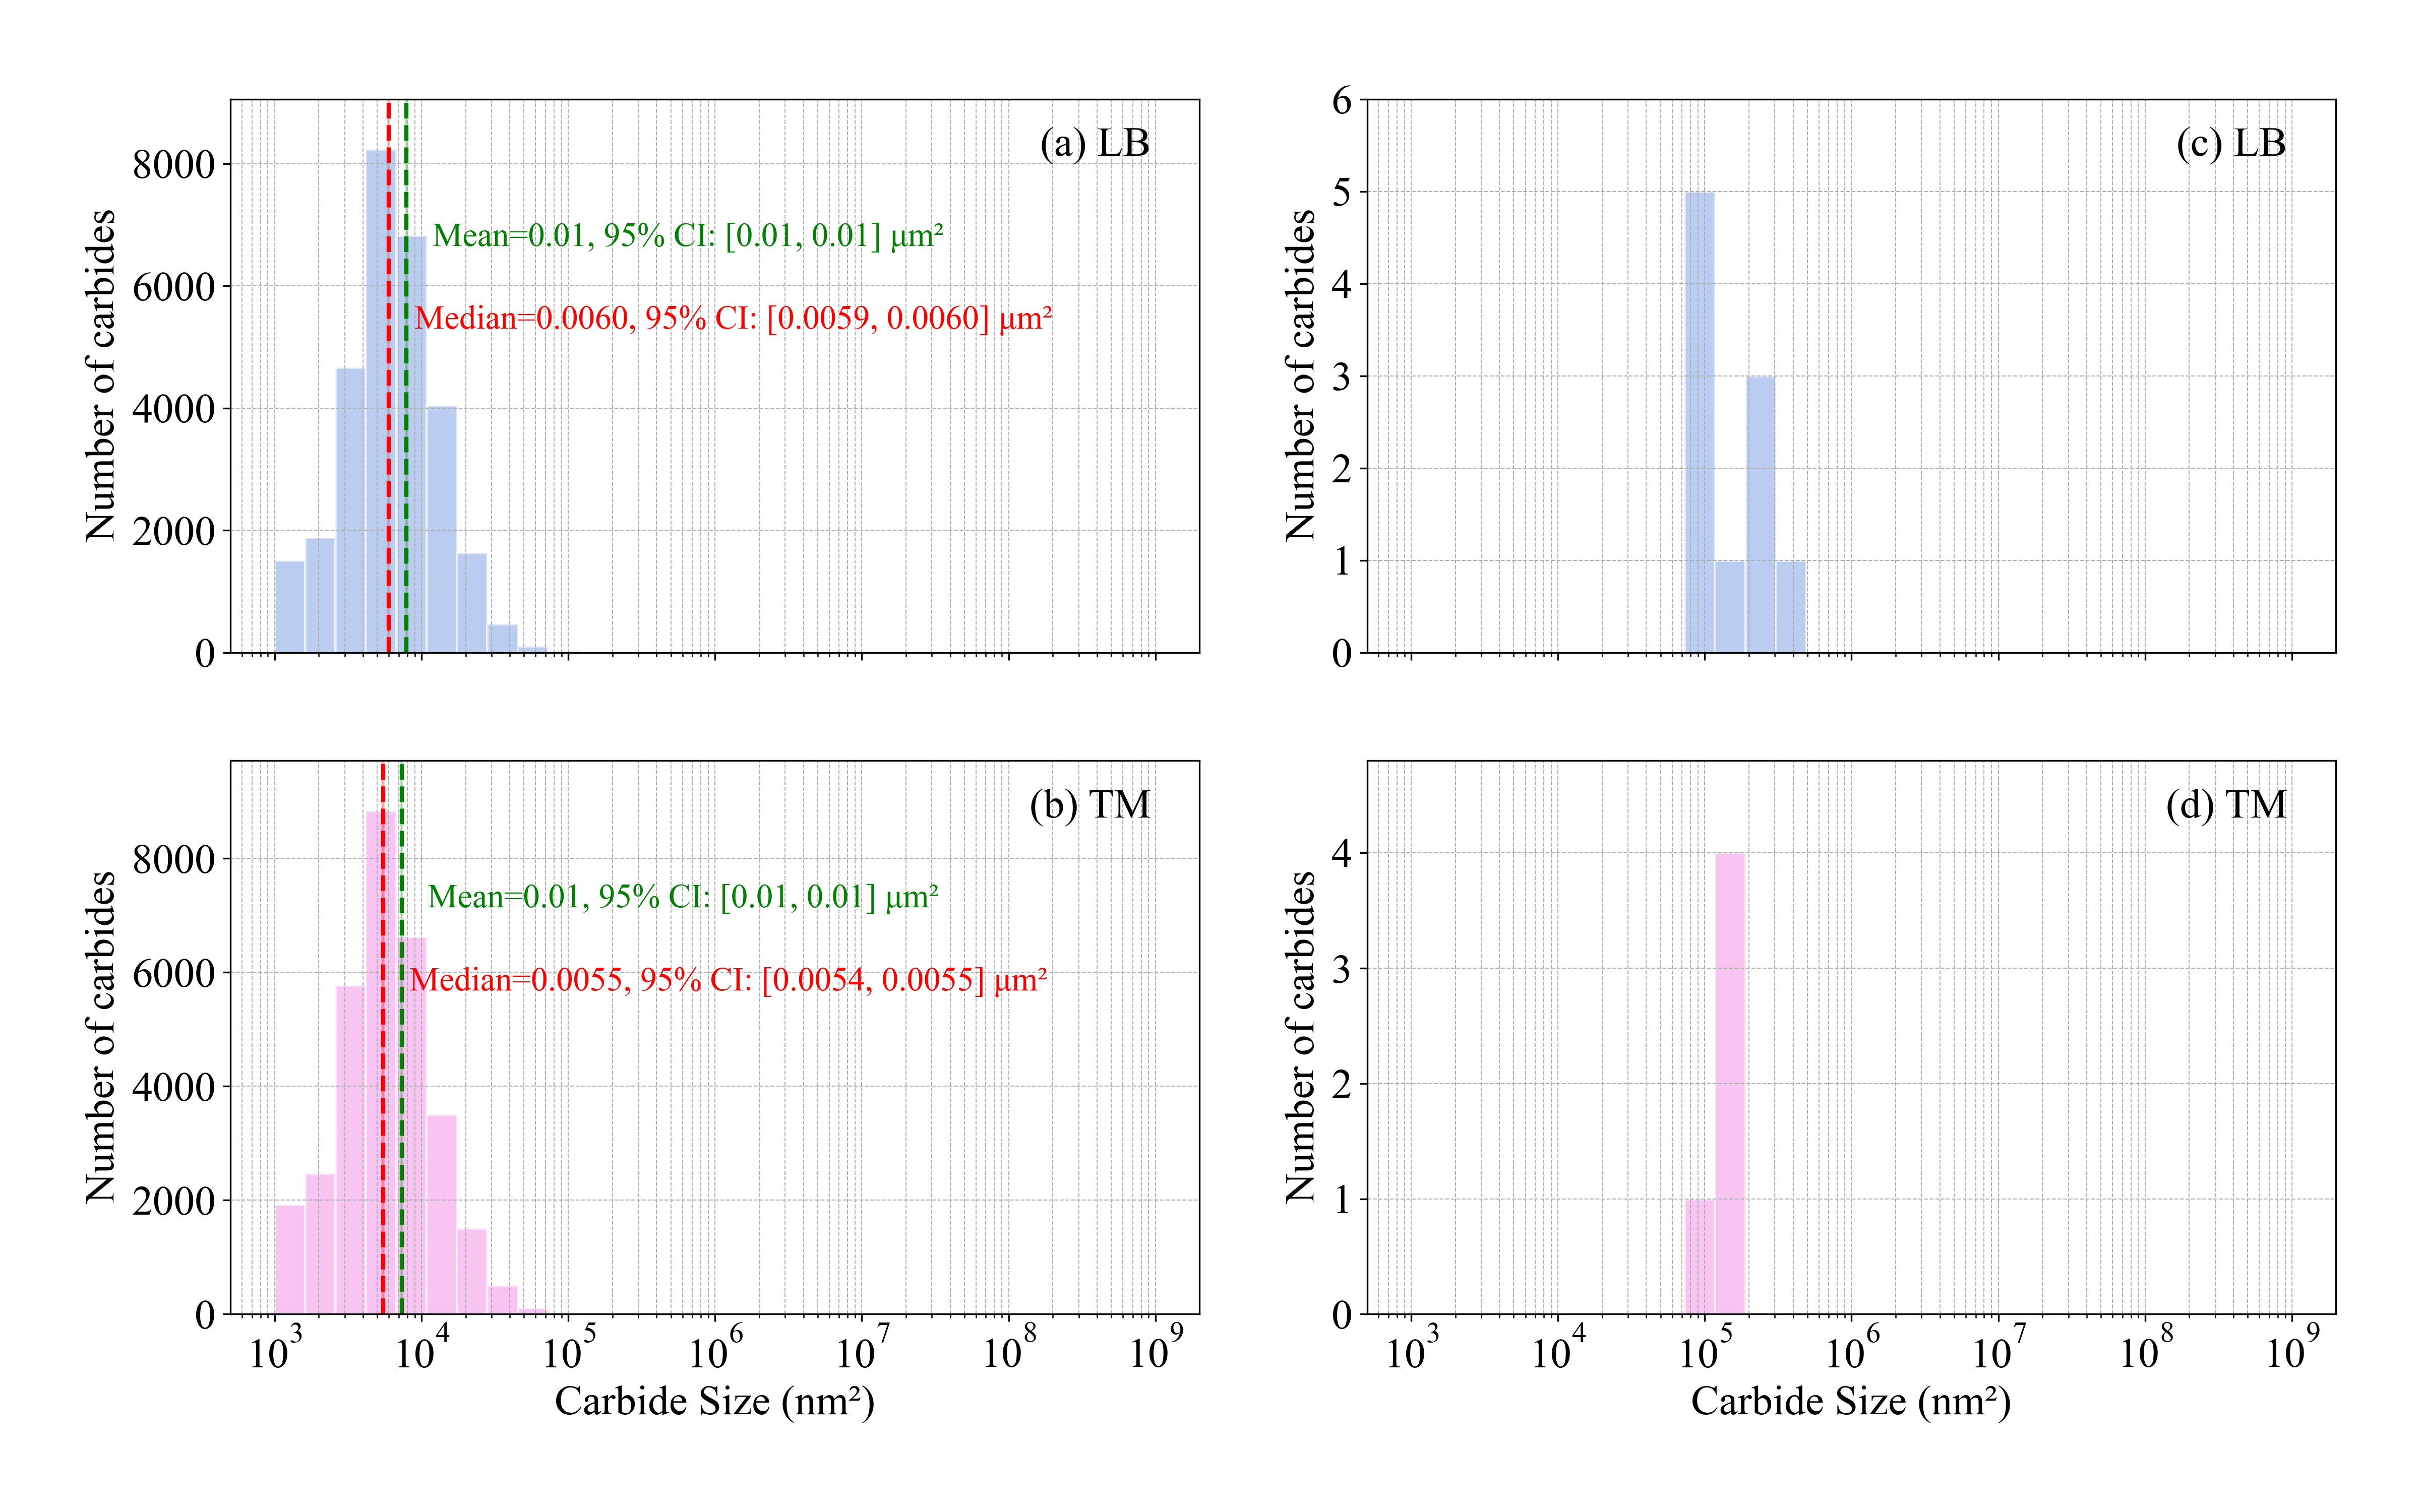 (a) LB
Number of carbides
8000
6000
4000
2000
0
Mean=0.01, 95% CI: [0.01, 0.01] μm²
Median=0.0060, 95% CI: [0.0059, 0.0060] μm²
(c) LB
Number of carbides
6
5
4
3
2
1
0
(b) TM
Number of carbides
8000
6000
4000
2000
0
Mean=0.01, 95% CI: [0.01, 0.01] μm²
Median=0.0055, 95% CI: [0.0054, 0.0055] μm²
10³ 10⁴ 10⁵ 10⁶ 10⁷ 10⁸ 10⁹
Carbide Size (nm²)
(d) TM
Number of carbides
4
3
2
1
0
10³ 10⁴ 10⁵ 10⁶ 10⁷ 10⁸ 10⁹
Carbide Size (nm²)